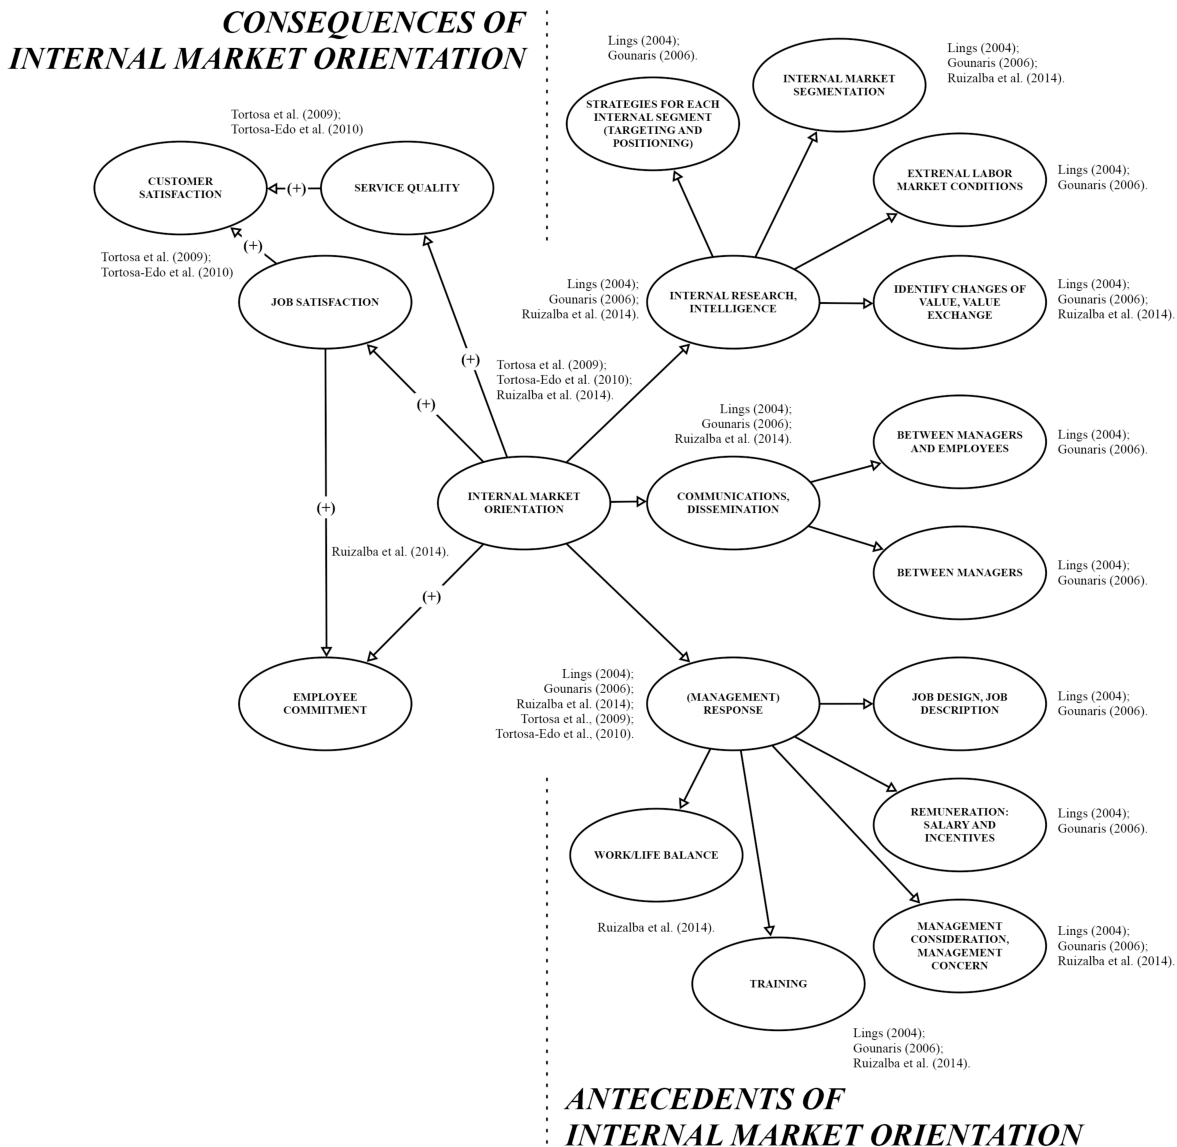 CONSEQUENCES OF
INTERNAL MARKET ORIENTATION
Tortosa et al. (2009);
Tortosa-Edo et al. (2010)
CUSTOMER
SATISFACTION
(+)
SERVICE QUALITY
Tortosa et al. (2009);
Tortosa-Edo et al. (2010)
(+)
JOB SATISFACTION
(+)
Tortosa et al. (2009);
Tortosa-Edo et al. (2010);
Ruizalba et al. (2014).
(+)
(+)
Ruizalba et al. (2014).
(+)
EMPLOYEE
COMMITMENT
INTERNAL MARKET
ORIENTATION
Lings (2004);
Gounaris (2006).
STRATEGIES FOR EACH
INTERNAL SEGMENT
(TARGETING AND
POSITIONING)
INTERNAL MARKET
SEGMENTATION
Lings (2004);
Gounaris (2006);
Ruizalba et al. (2014).
EXTRENAL LABOR
MARKET CONDITIONS
Lings (2004);
Gounaris (2006).
Lings (2004);
Gounaris (2006);
Ruizalba et al. (2014).
INTERNAL RESEARCH,
INTELLIGENCE
IDENTIFY CHANGES OF
VALUE, VALUE
EXCHANGE
Lings (2004);
Gounaris (2006);
Ruizalba et al. (2014).
Lings (2004);
Gounaris (2006);
Ruizalba et al. (2014).
COMMUNICATIONS,
DISSEMINATION
BETWEEN MANAGERS
AND EMPLOYEES
Lings (2004);
Gounaris (2006).
BETWEEN MANAGERS
Lings (2004);
Gounaris (2006).
Lings (2004);
Gounaris (2006);
Ruizalba et al. (2014);
Tortosa et al., (2009);
Tortosa-Edo et al., (2010).
(MANAGEMENT)
RESPONSE
JOB DESIGN, JOB
DESCRIPTION
Lings (2004);
Gounaris (2006).
REMUNERATION:
SALARY AND
INCENTIVES
Lings (2004);
Gounaris (2006).
WORK/LIFE BALANCE
Ruizalba et al. (2014).
MANAGEMENT
CONSIDERATION,
MANAGEMENT
CONCERN
Lings (2004);
Gounaris (2006);
Ruizalba et al. (2014).
TRAINING
Lings (2004);
Gounaris (2006);
Ruizalba et al. (2014).
ANTECEDENTS OF
INTERNAL MARKET ORIENTATION